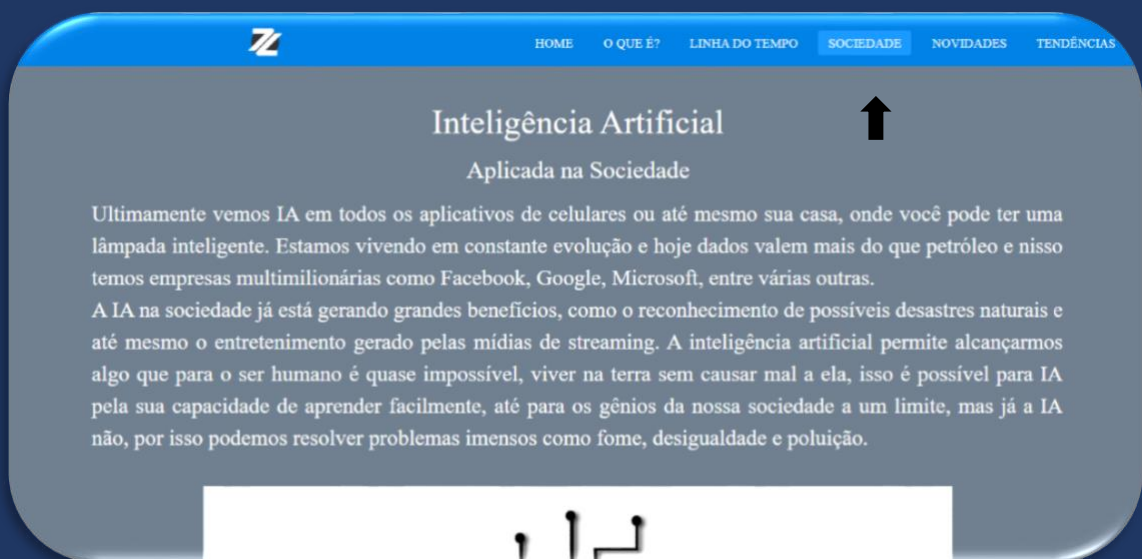 HOME O QUE É? LINHA DO TEMPO SOCIEDADE NOVIDADES TENDÊNCIAS
Inteligência Artificial
Aplicada na Sociedade
Ultimamente vemos IA em todos os aplicativos de celulares ou até mesmo sua casa, onde você pode ter uma
lâmpada inteligente. Estamos vivendo em constante evolução e hoje dados valem mais do que petróleo e nisso
temos empresas multimilionárias como Facebook, Google, Microsoft, entre várias outras.
A IA na sociedade já está gerando grandes benefícios, como o reconhecimento de possíveis desastres naturais e
até mesmo o entretenimento gerado pelas mídias de streaming. A inteligência artificial permite alcançarmos
algo que para o ser humano é quase impossível, viver na terra sem causar mal a ela, isso é possível para IA
pela sua capacidade de aprender facilmente, até para os gênios da nossa sociedade a um limite, mas já a IA
não, por isso podemos resolver problemas imensos como fome, desigualdade e poluição.